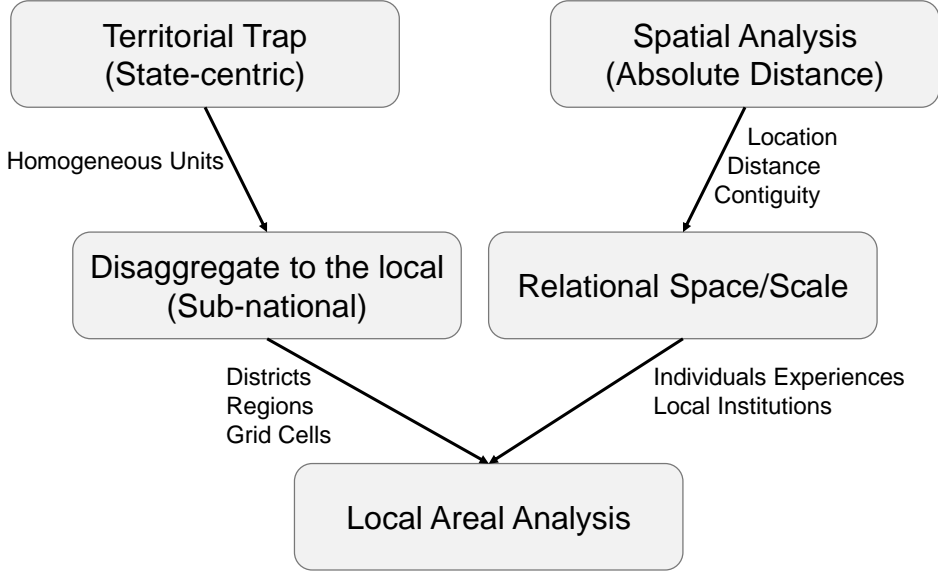 Territorial Trap
(State-centric)
Spatial Analysis
(Absolute Distance)
Homogeneous Units
Location
Distance
Contiguity
Disaggregate to the local
(Sub-national)
Relational Space/Scale
Districts
Regions
Grid Cells
Individuals Experiences
Local Institutions
Local Areal Analysis